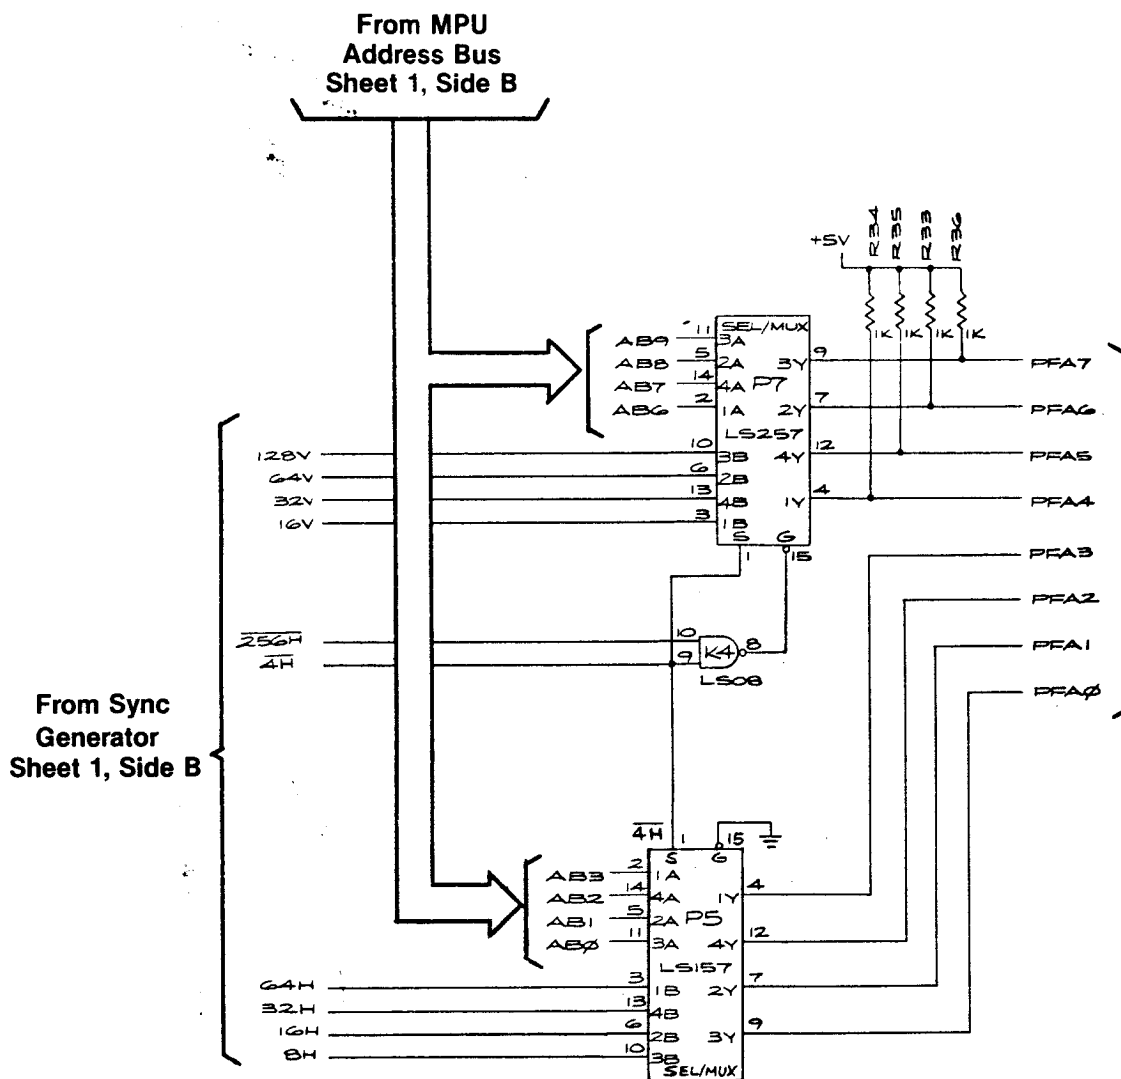 From MPU
Address Bus
Sheet 1, Side B
+5V
R34
R35
R33
R36
1K
1K
1K
1K
SEL/MUX
AB9 11 3A
AB8 5 2A
AB7 14 4A
AB6 2 1A
P7
LS257
3Y 9 PFA7
2Y 7 PFA6
4Y 12 PFA5
1Y 4 PFA4
128V 10 3B
64V 6 2B
32V 13 4B
16V 3 1B
S G
1 15
PFA3
PFA2
PFA1
PFAØ
256H 10
4H 9
K4 8
LS08
From Sync
Generator
Sheet 1, Side B
4H 1 15
S G
AB3 2 1A
AB2 14 4A
AB1 5 2A
ABØ 11 3A
P5
LS157
1Y 4
4Y 12
2Y 7
3Y 9
64H 3 1B
32H 13 4B
16H 6 2B
8H 10 3B
SEL/MUX